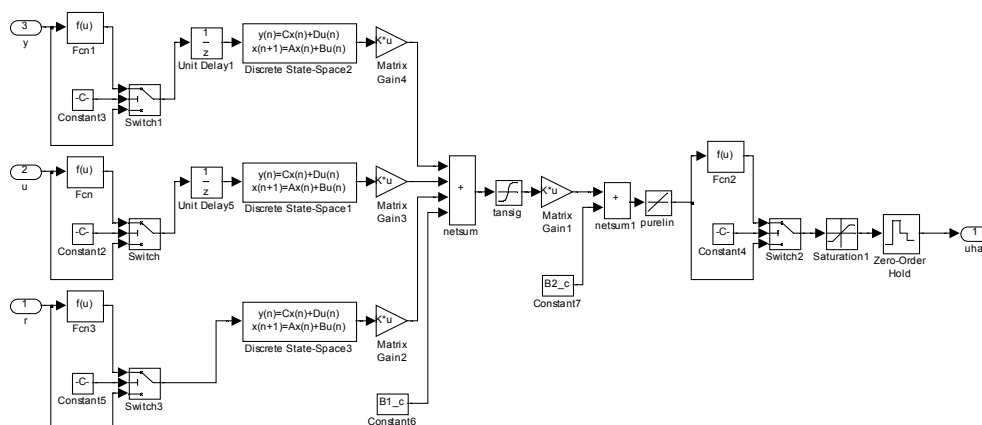 3
y
f(u)
Fcn1
-C-
Constant3
Switch1
1
z
Unit Delay1
y(n)=Cx(n)+Du(n)
x(n+1)=Ax(n)+Bu(n)
Discrete State-Space2
K*u
Matrix
Gain4
2
u
f(u)
Fcn
-C-
Constant2
Switch
1
z
Unit Delay5
y(n)=Cx(n)+Du(n)
x(n+1)=Ax(n)+Bu(n)
Discrete State-Space1
K*u
Matrix
Gain3
1
r
f(u)
Fcn3
-C-
Constant5
Switch3
y(n)=Cx(n)+Du(n)
x(n+1)=Ax(n)+Bu(n)
Discrete State-Space3
K*u
Matrix
Gain2
B1_c
Constant6
+
netsum
tansig
K*u
Matrix
Gain1
B2_c
Constant7
+
netsum1
purelin
f(u)
Fcn2
-C-
Constant4
Switch2
Saturation1
Zero-Order
Hold
1
uha